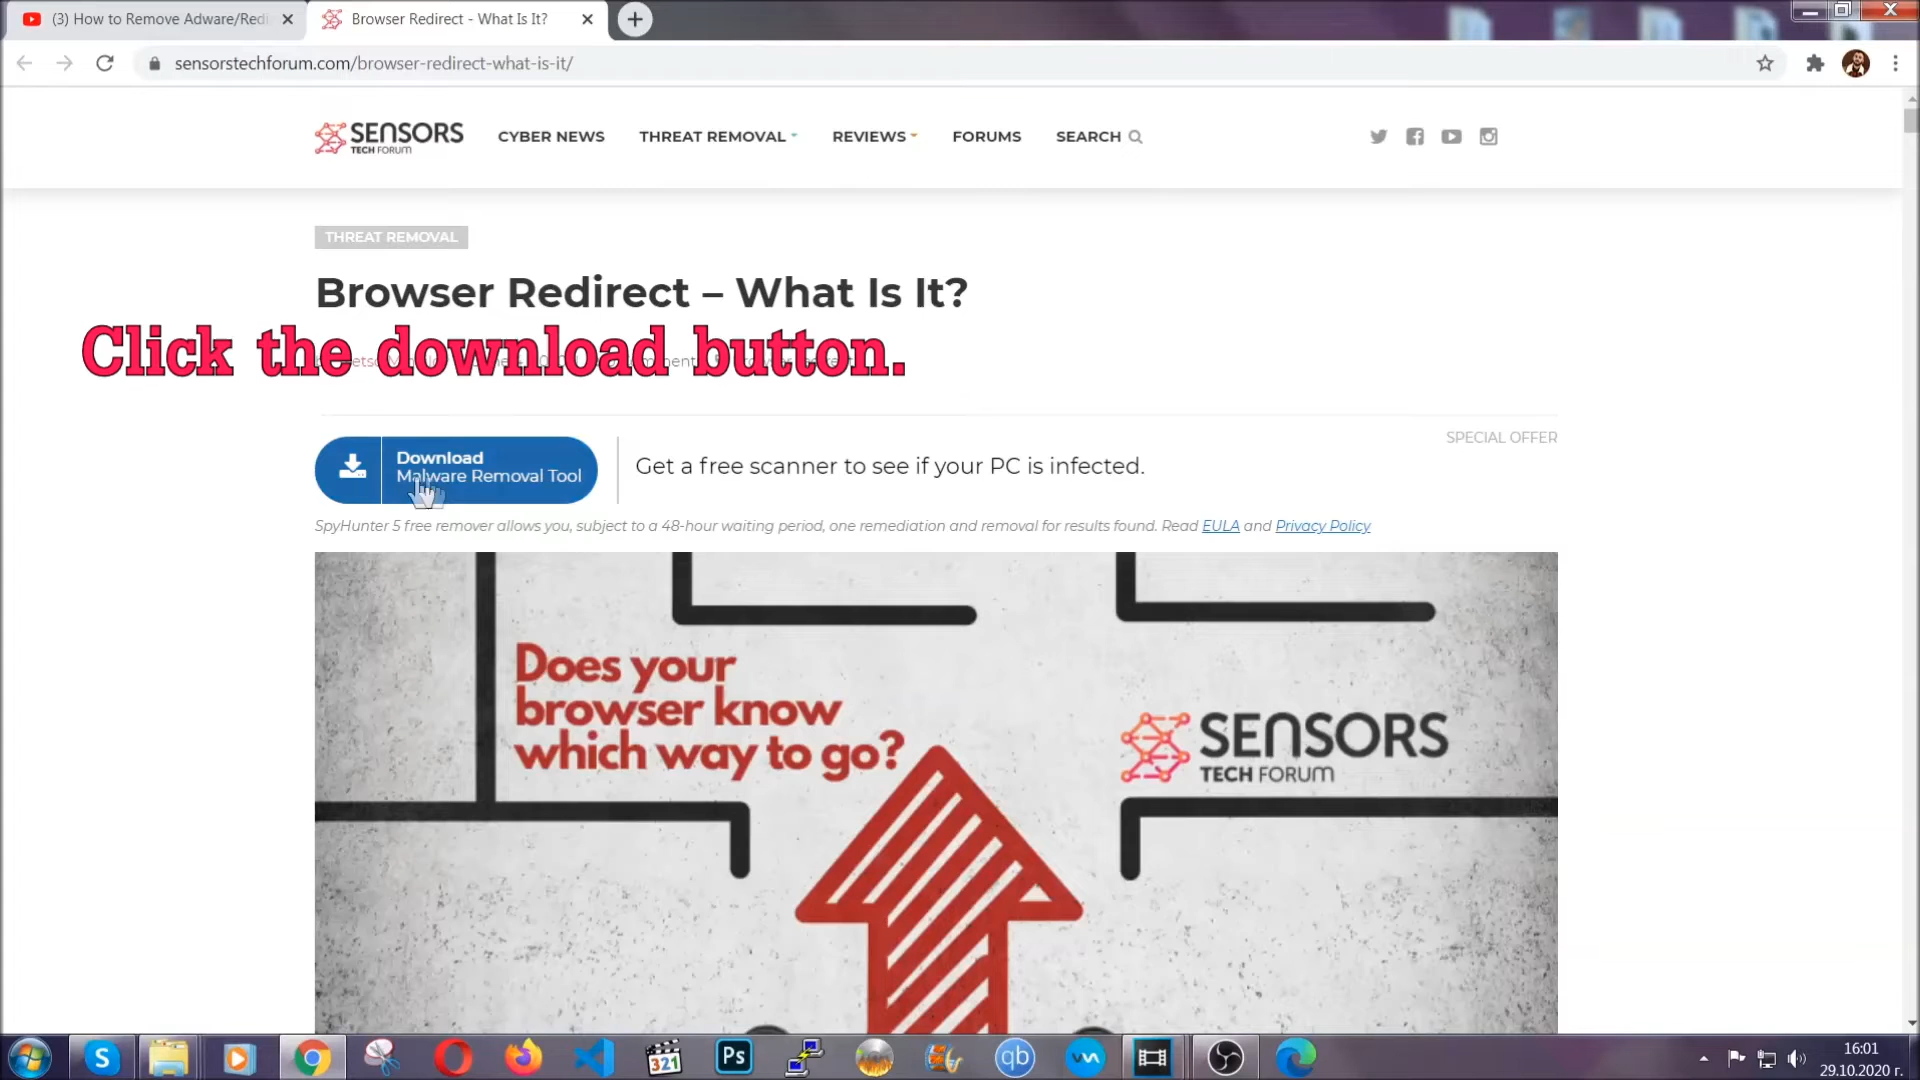 (3) How to Remove Adware/Redi
Browser Redirect - What Is It?
sensorstechforum.com/browser-redirect-what-is-it/
SENSORS
TECH FORUM
CYBER NEWS
THREAT REMOVAL
REVIEWS
FORUMS
SEARCH
THREAT REMOVAL
Browser Redirect – What Is It?
Click the download button.
SPECIAL OFFER
Download
Malware Removal Tool
Get a free scanner to see if your PC is infected.
SpyHunter 5 free remover allows you, subject to a 48-hour waiting period, one remediation and removal for results found. Read EULA and Privacy Policy
Does your
browser know
which way to go?
SENSORS
TECH FORUM
S
321
Ps
qb
16:01
29.10.2020 г.